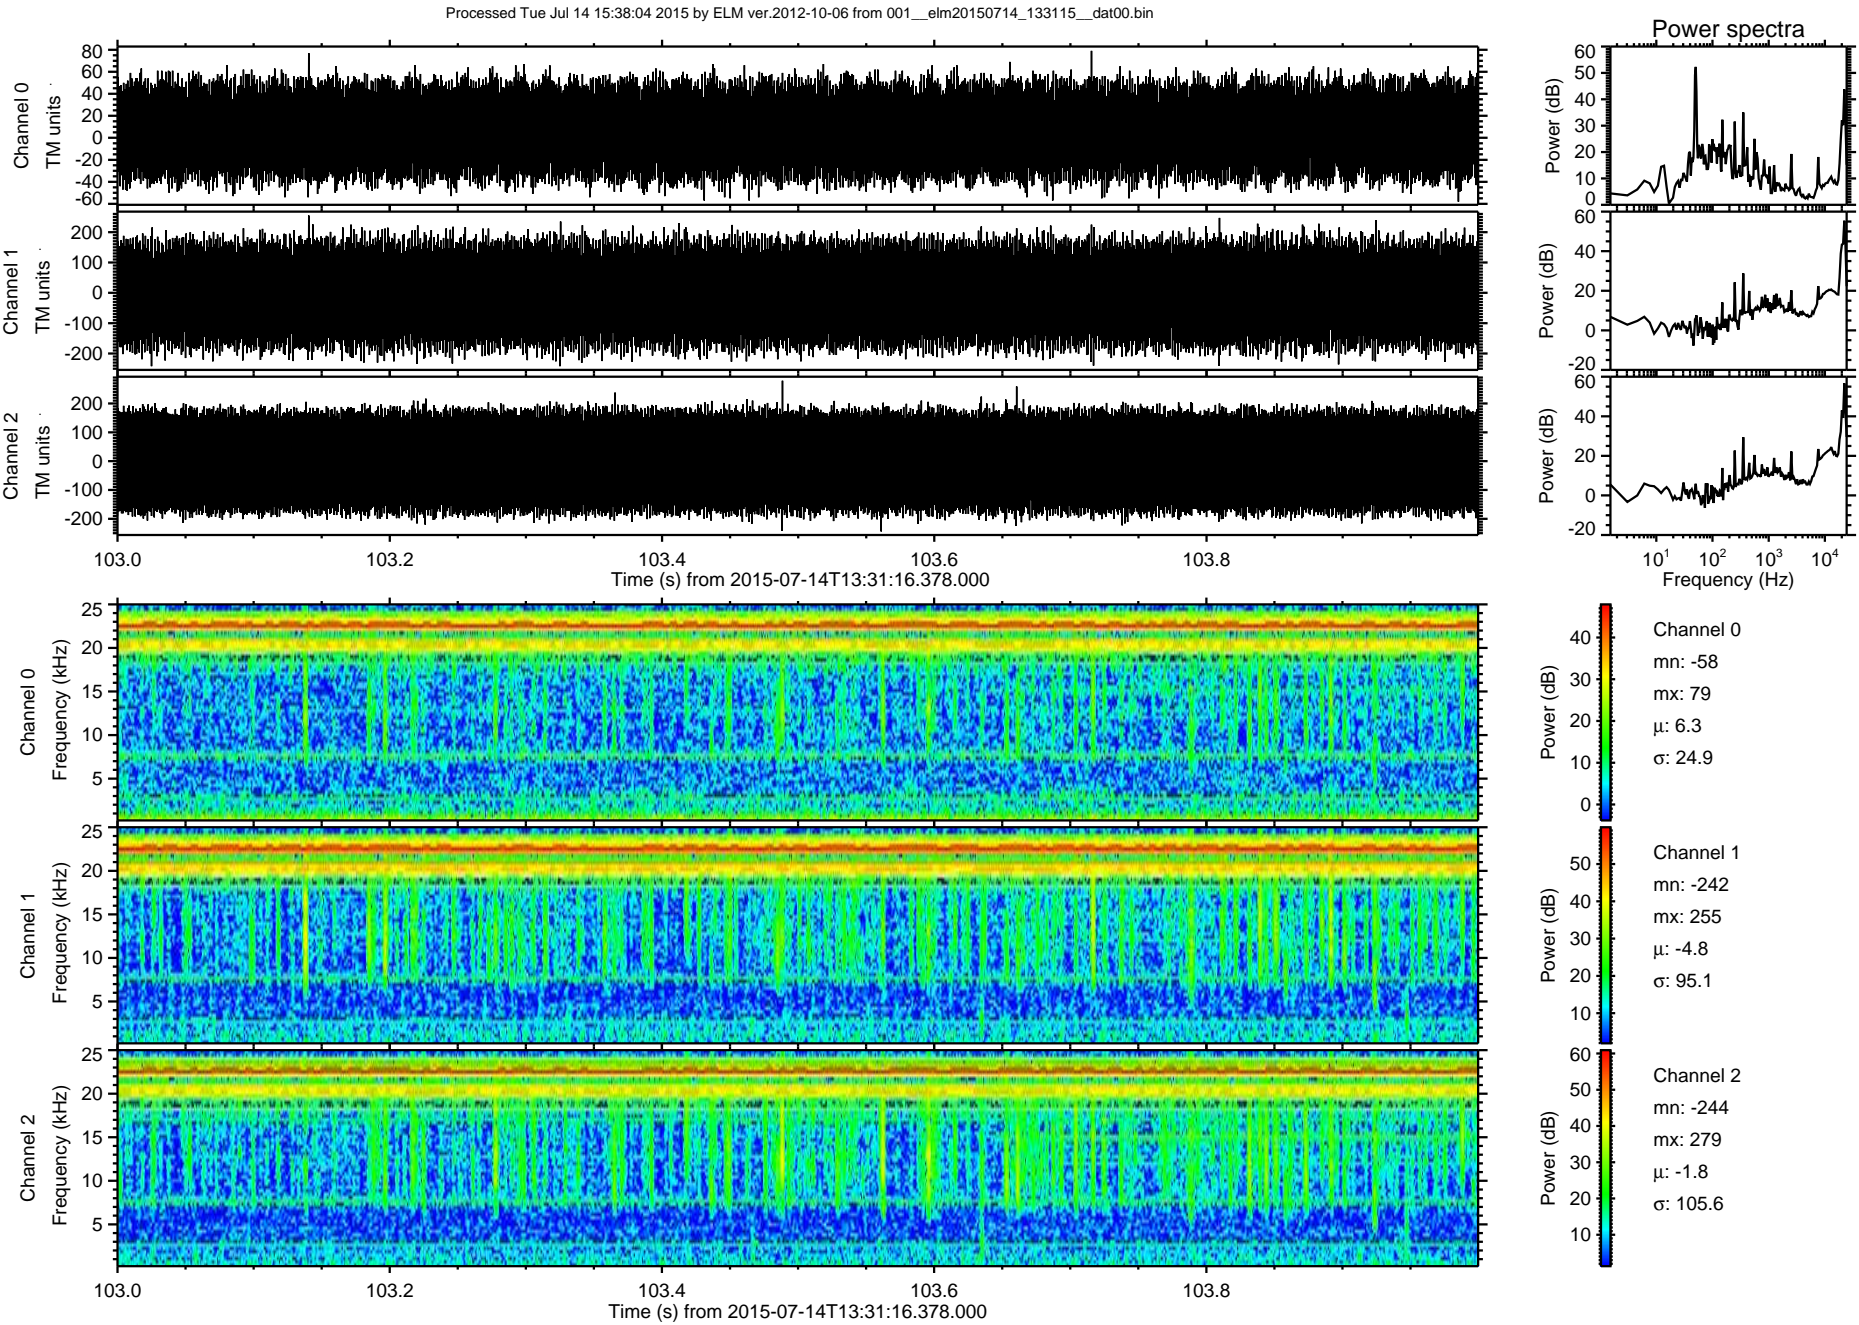 Processed Tue Jul 14 15:38:04 2015 by ELM ver.2012-10-06 from 001__elm20150714_133115__dat00.bin
Power spectra
Channel 0
TM units
80
60
40
20
0
-20
-40
-60
Power (dB)
60
50
40
30
20
10
0
Channel 1
TM units
200
100
0
-100
-200
Power (dB)
60
40
20
0
-20
Channel 2
TM units
200
100
0
-100
-200
Power (dB)
60
40
20
0
-20
103.0 103.2 103.4 103.6 103.8
Time (s) from 2015-07-14T13:31:16.378.000
10^1 10^2 10^3 10^4
Frequency (Hz)
Channel 0
Frequency (kHz)
25
20
15
10
5
Power (dB)
40
30
20
10
0
Channel 0
mn: -58
mx: 79
μ: 6.3
σ: 24.9
Channel 1
Frequency (kHz)
25
20
15
10
5
Power (dB)
50
40
30
20
10
Channel 1
mn: -242
mx: 255
μ: -4.8
σ: 95.1
Channel 2
Frequency (kHz)
25
20
15
10
5
Power (dB)
60
50
40
30
20
10
Channel 2
mn: -244
mx: 279
μ: -1.8
σ: 105.6
103.0 103.2 103.4 103.6 103.8
Time (s) from 2015-07-14T13:31:16.378.000